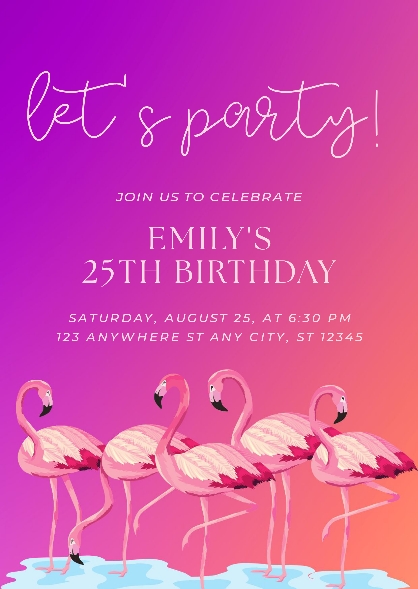 let's party!
JOIN US TO CELEBRATE
EMILY'S
25TH BIRTHDAY
SATURDAY, AUGUST 25, AT 6:30 PM
123 ANYWHERE ST ANY CITY, ST 12345